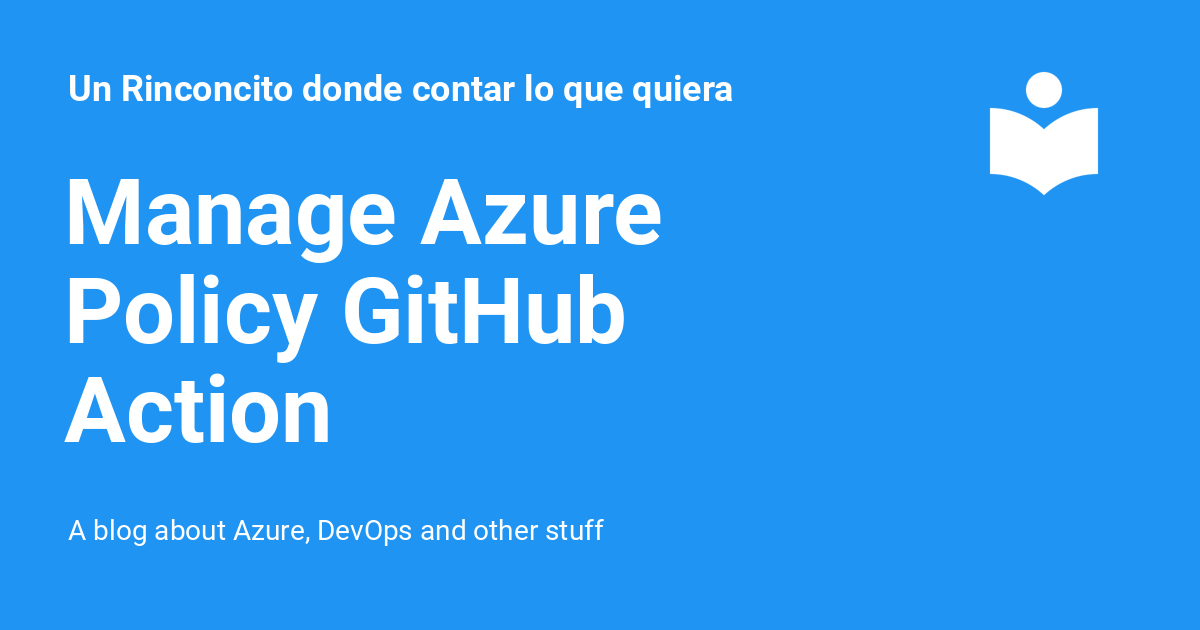 Un Rinconcito donde contar lo que quiera
Manage Azure
Policy GitHub
Action
A blog about Azure, DevOps and other stuff